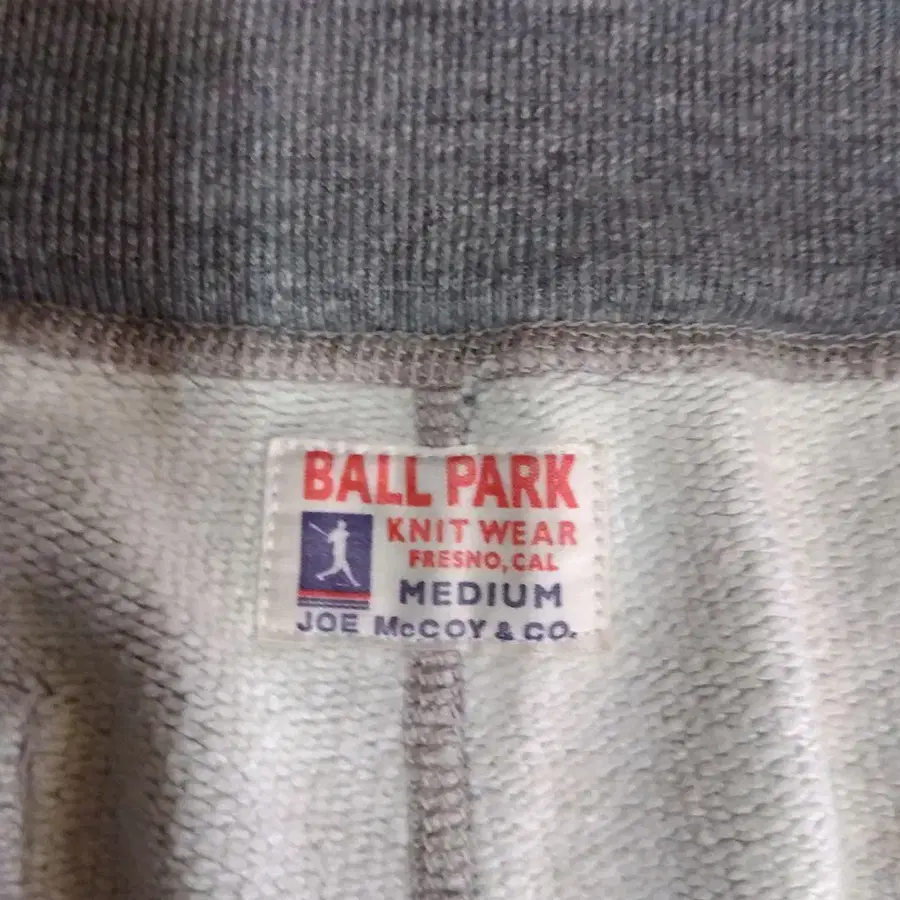 BALL PARK
KNIT WEAR
FRESNO, CAL
MEDIUM
JOE McCOY & CO.